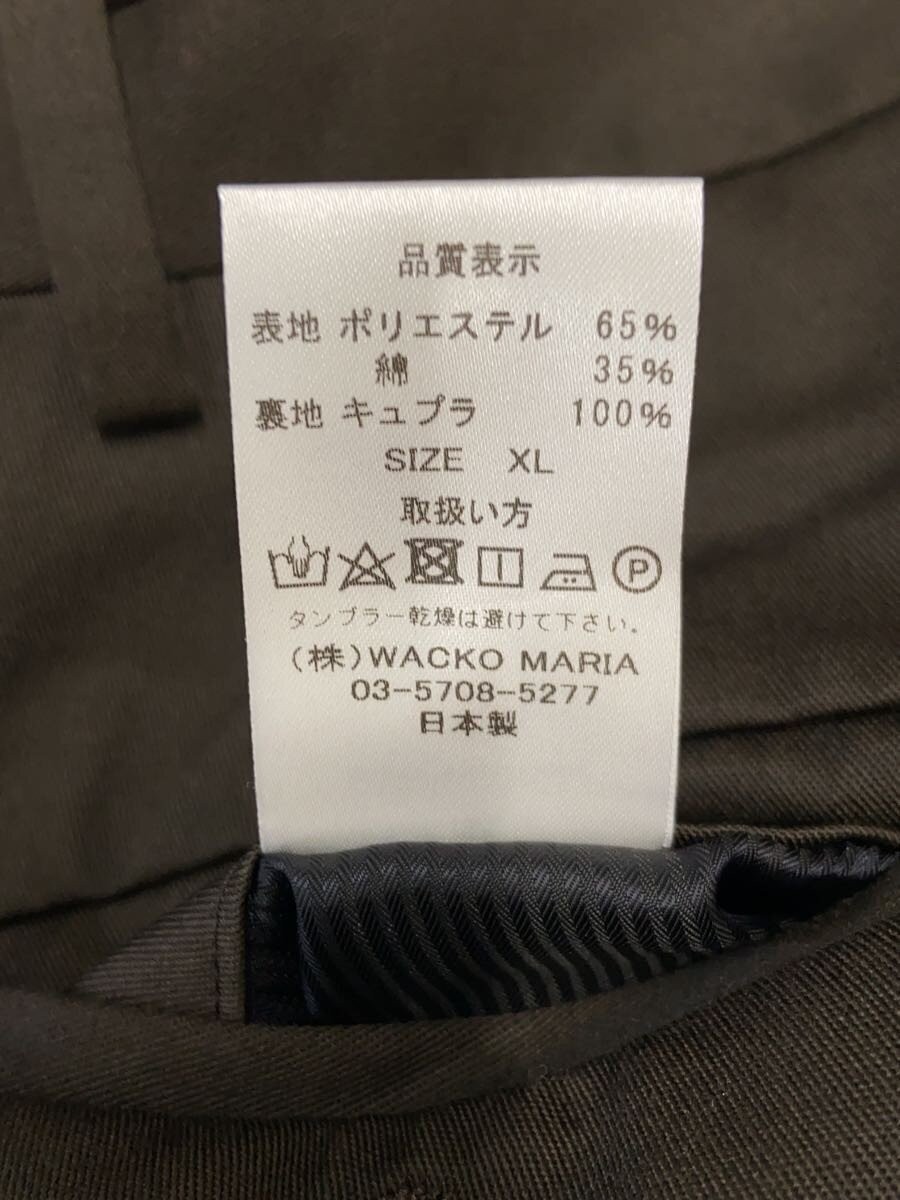 品質表示
表地 ポリエステル 65%
綿 35%
裏地 キュプラ 100%
SIZE XL
取扱い方
P
タンブラー乾燥は避けて下さい。
(株)WACKO MARIA
03-5708-5277
日本製